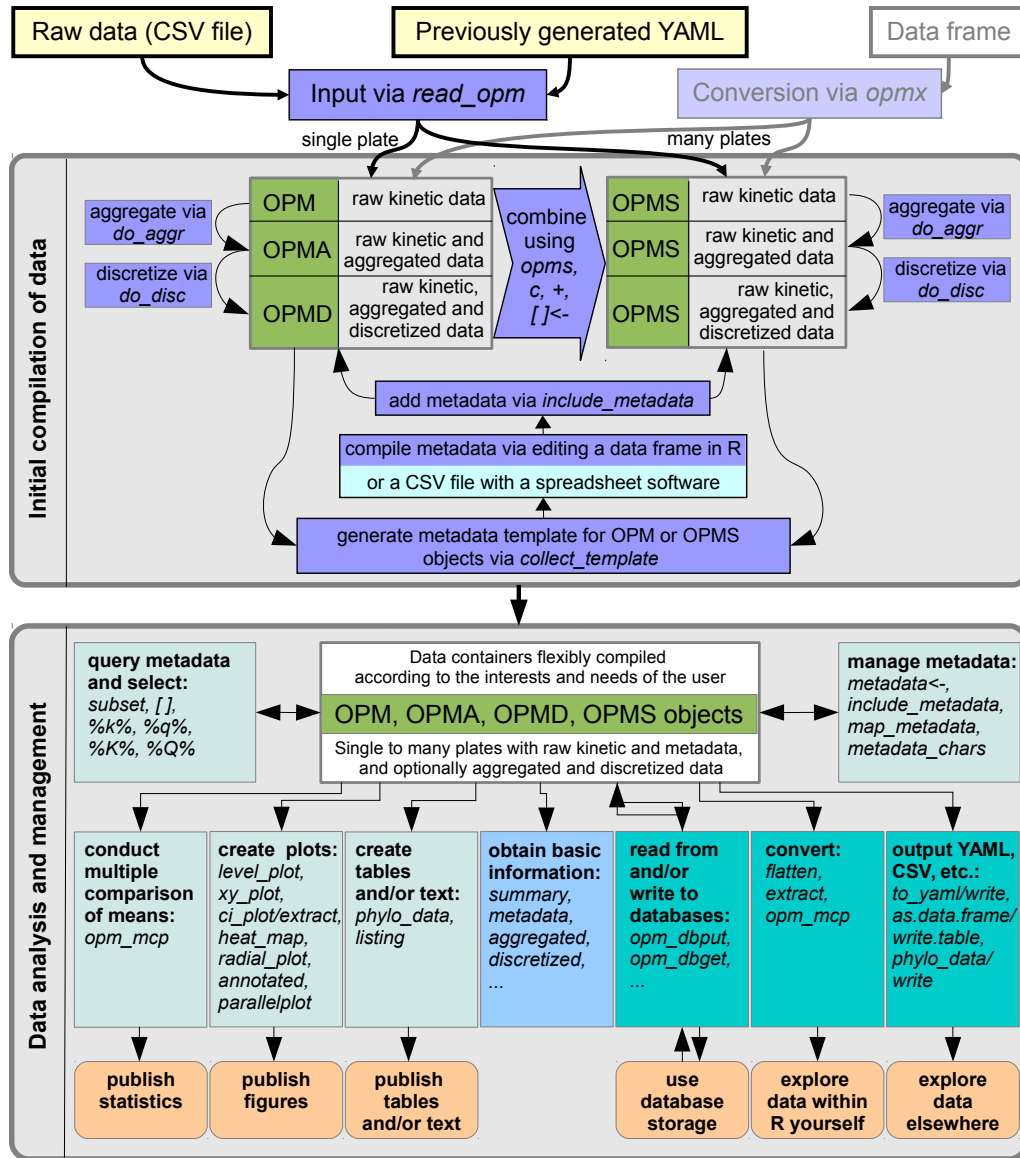 Raw data (CSV file)
Previously generated YAML
Data frame
Input via read_opm
Conversion via opmx
single plate
many plates
Initial compilation of data
aggregate via
do_aggr
discretize via
do_disc
OPM
raw kinetic data
OPMA
raw kinetic and
aggregated data
OPMD
raw kinetic,
aggregated and
discretized data
combine
using
opms,
c, +,
[ ]<-
OPMS
raw kinetic data
OPMS
raw kinetic and
aggregated data
OPMS
raw kinetic,
aggregated and
discretized data
aggregate via
do_aggr
discretize via
do_disc
add metadata via include_metadata
compile metadata via editing a data frame in R
or a CSV file with a spreadsheet software
generate metadata template for OPM or OPMS
objects via collect_template
Data analysis and management
query metadata
and select:
subset, [ ],
%k%, %q%,
%K%, %Q%
Data containers flexibly compiled
according to the interests and needs of the user
OPM, OPMA, OPMD, OPMS objects
Single to many plates with raw kinetic and metadata,
and optionally aggregated and discretized data
manage metadata:
metadata<-,
include_metadata,
map_metadata,
metadata_chars
conduct
multiple
comparison
of means:
opm_mcp
create plots:
level_plot,
xy_plot,
ci_plot/extract,
heat_map,
radial_plot,
annotated,
parallelplot
create
tables
and/or text:
phylo_data,
listing
obtain basic
information:
summary,
metadata,
aggregated,
discretized,
...
read from
and/or
write to
databases:
opm_dbput,
opm_dbget,
...
convert:
flatten,
extract,
opm_mcp
output YAML,
CSV, etc.:
to_yaml/write,
as.data.frame/
write.table,
phylo_data/
write
publish
statistics
publish
figures
publish
tables
and/or text
use
database
storage
explore
data within
R yourself
explore
data
elsewhere